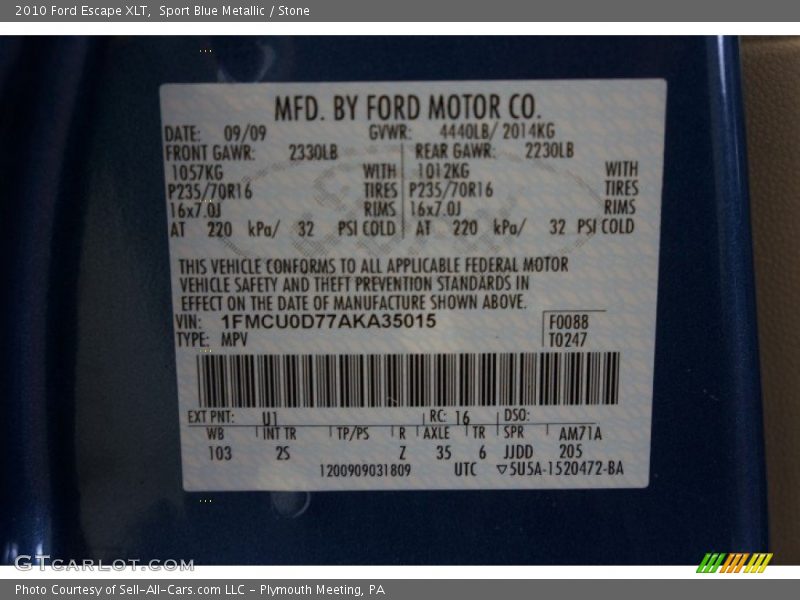 2010 Ford Escape XLT, Sport Blue Metallic / Stone
MFD. BY FORD MOTOR CO.
DATE: 09/09 GVWR: 4440LB/ 2014KG
FRONT GAWR: 2330LB REAR GAWR: 2230LB
1057KG WITH 1012KG WITH
P235/70R16 TIRES P235/70R16 TIRES
16x7.0J RIMS 16x7.0J RIMS
AT 220 kPa/ 32 PSI COLD AT 220 kPa/ 32 PSI COLD
THIS VEHICLE CONFORMS TO ALL APPLICABLE FEDERAL MOTOR
VEHICLE SAFETY AND THEFT PREVENTION STANDARDS IN
EFFECT ON THE DATE OF MANUFACTURE SHOWN ABOVE.
VIN: 1FMCU0D77AKA35015 F0088
TYPE: MPV T0247
EXT PNT: U1 RC: 16 DSO:
WB INT TR TP/PS R AXLE TR SPR AM71A
103 2S Z 35 6 JJDD 205
1200909031809 UTC ▽5U5A-1520472-BA
GTCARLOT.COM
Photo Courtesy of Sell-All-Cars.com LLC - Plymouth Meeting, PA